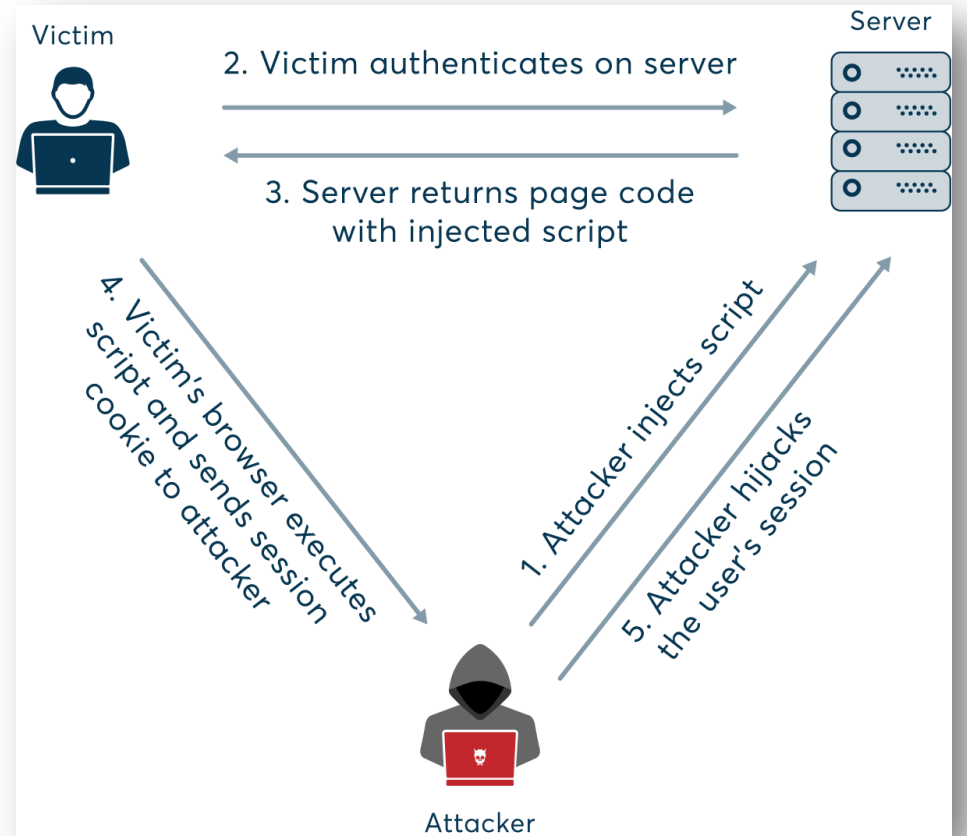 Victim
Server
2. Victim authenticates on server
3. Server returns page code
with injected script
4. Victim's browser executes
script and sends session
cookie to attacker
1. Attacker injects script
5. Attacker hijacks
the user's session
Attacker